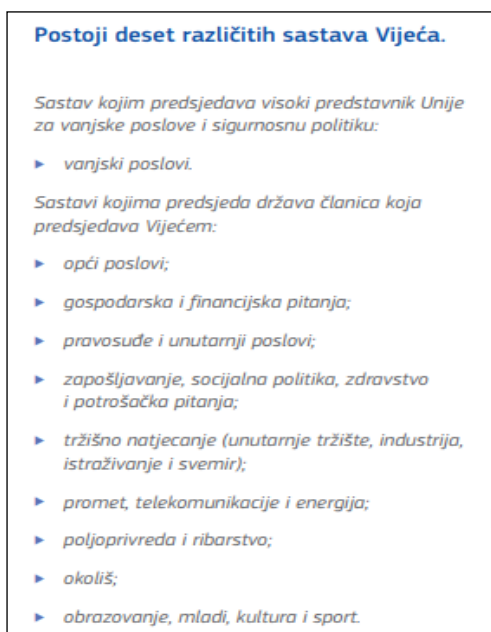 Postoji deset različitih sastava Vijeća.
Sastav kojim predsjedava visoki predstavnik Unije
za vanjske poslove i sigurnosnu politiku:
► vanjski poslovi.
Sastavi kojima predsjeda država članica koja
predsjedava Vijećem:
► opći poslovi;
► gospodarska i financijska pitanja;
► pravosuđe i unutarnji poslovi;
► zapošljavanje, socijalna politika, zdravstvo
i potrošačka pitanja;
► tržišno natjecanje (unutarnje tržište, industrija,
istraživanje i svemir);
► promet, telekomunikacije i energija;
► poljoprivreda i ribarstvo;
► okoliš;
► obrazovanje, mladi, kultura i sport.